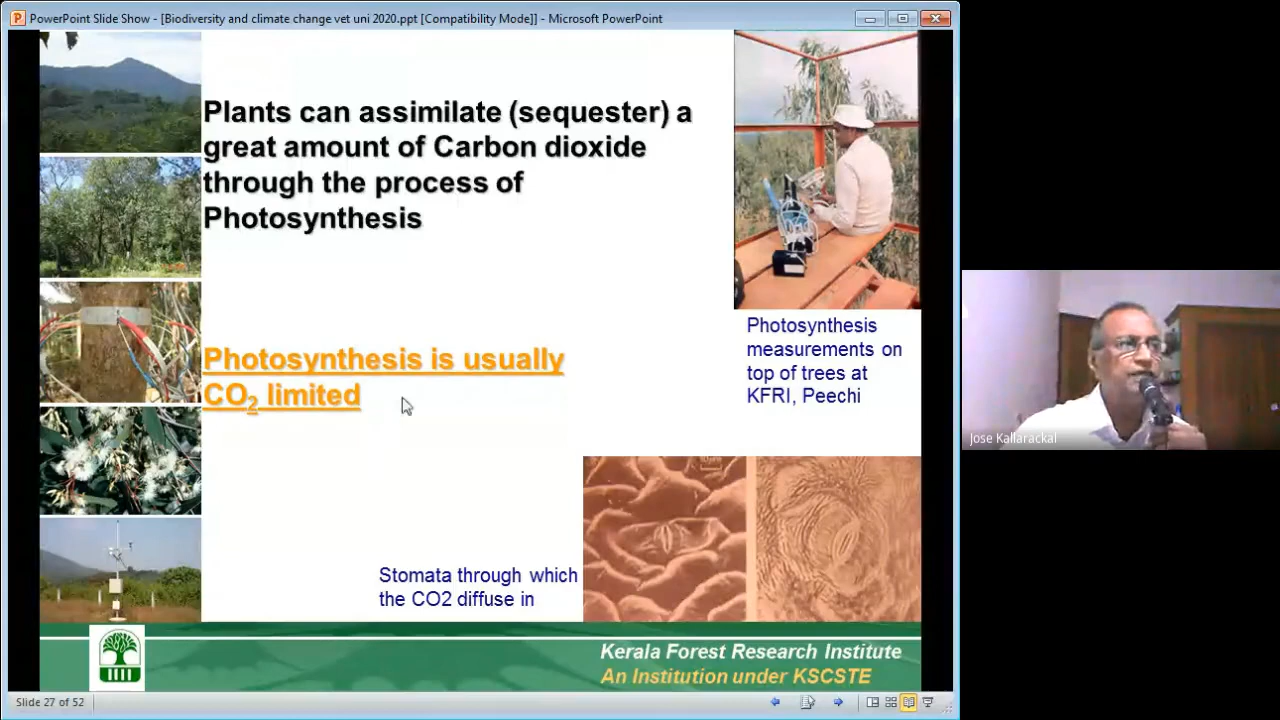 PowerPoint Slide Show - [Biodiversity and climate change vet uni 2020.ppt [Compatibility Mode]] - Microsoft PowerPoint
Plants can assimilate (sequester) a
great amount of Carbon dioxide
through the process of
Photosynthesis
Photosynthesis is usually
CO2 limited
Photosynthesis
measurements on
top of trees at
KFRI, Peechi
Stomata through which
the CO2 diffuse in
Jose Kallarackal
Kerala Forest Research Institute
An Institution under KSCSTE
Slide 27 of 52